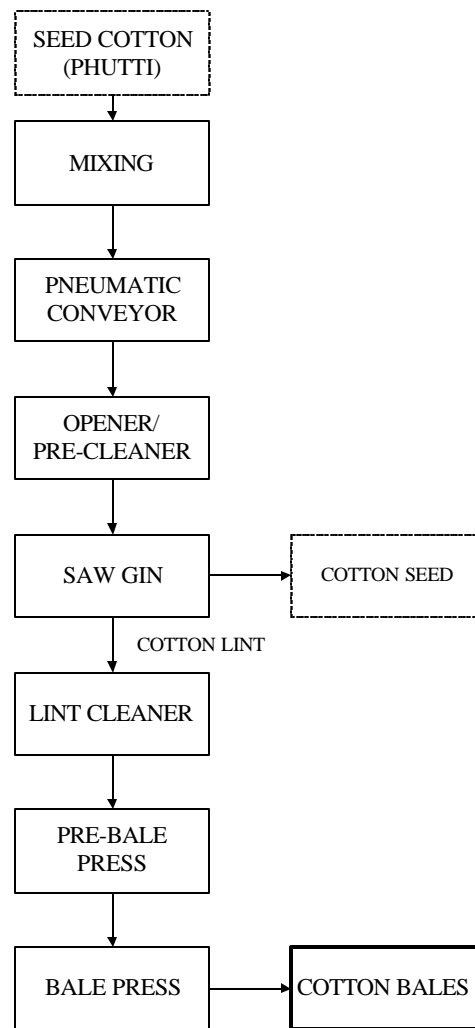 SEED COTTON
(PHUTTI)
MIXING
PNEUMATIC
CONVEYOR
OPENER/
PRE-CLEANER
SAW GIN
COTTON SEED
COTTON LINT
LINT CLEANER
PRE-BALE
PRESS
BALE PRESS
COTTON BALES